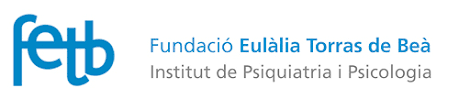 fetb
Fundació Eulàlia Torras de Beà
Institut de Psiquiatria i Psicologia